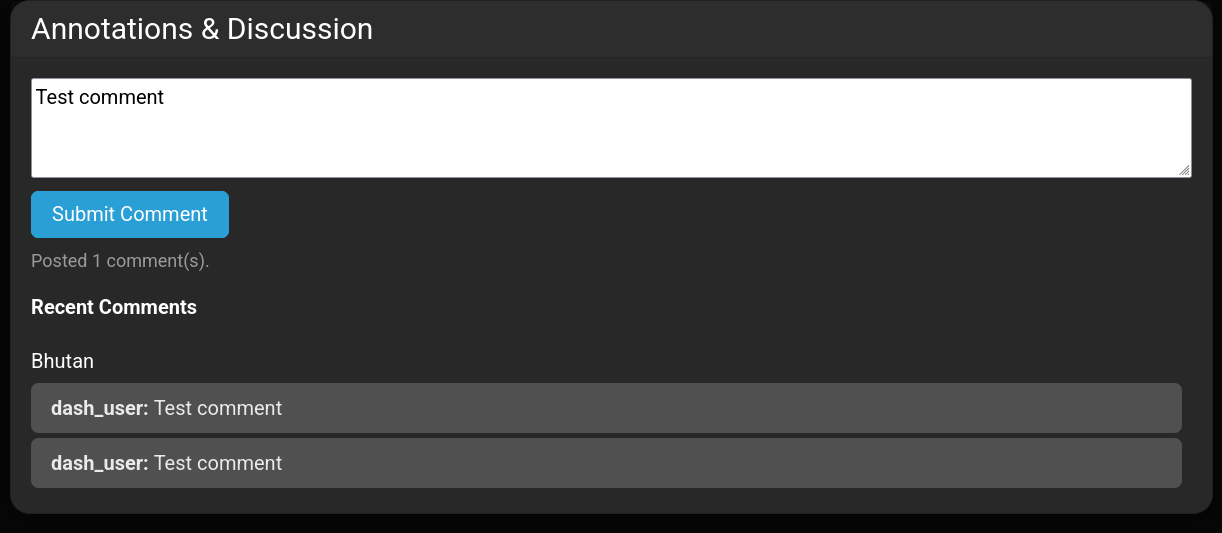 Annotations & Discussion
Test comment
Submit Comment
Posted 1 comment(s).
Recent Comments
Bhutan
dash_user: Test comment
dash_user: Test comment